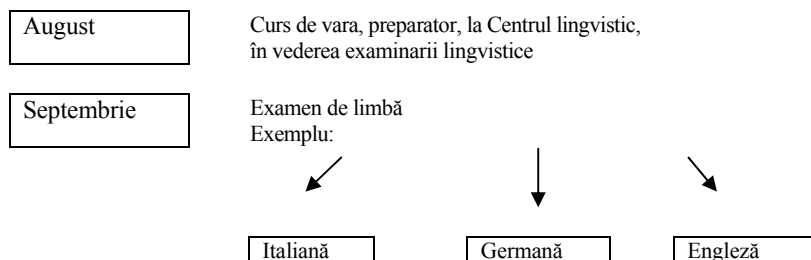 August
Curs de vara, preparator, la Centrul lingvistic,
în vederea examinarii lingvistice
Septembrie
Examen de limbă
Exemplu:
Italiană
Germană
Engleză